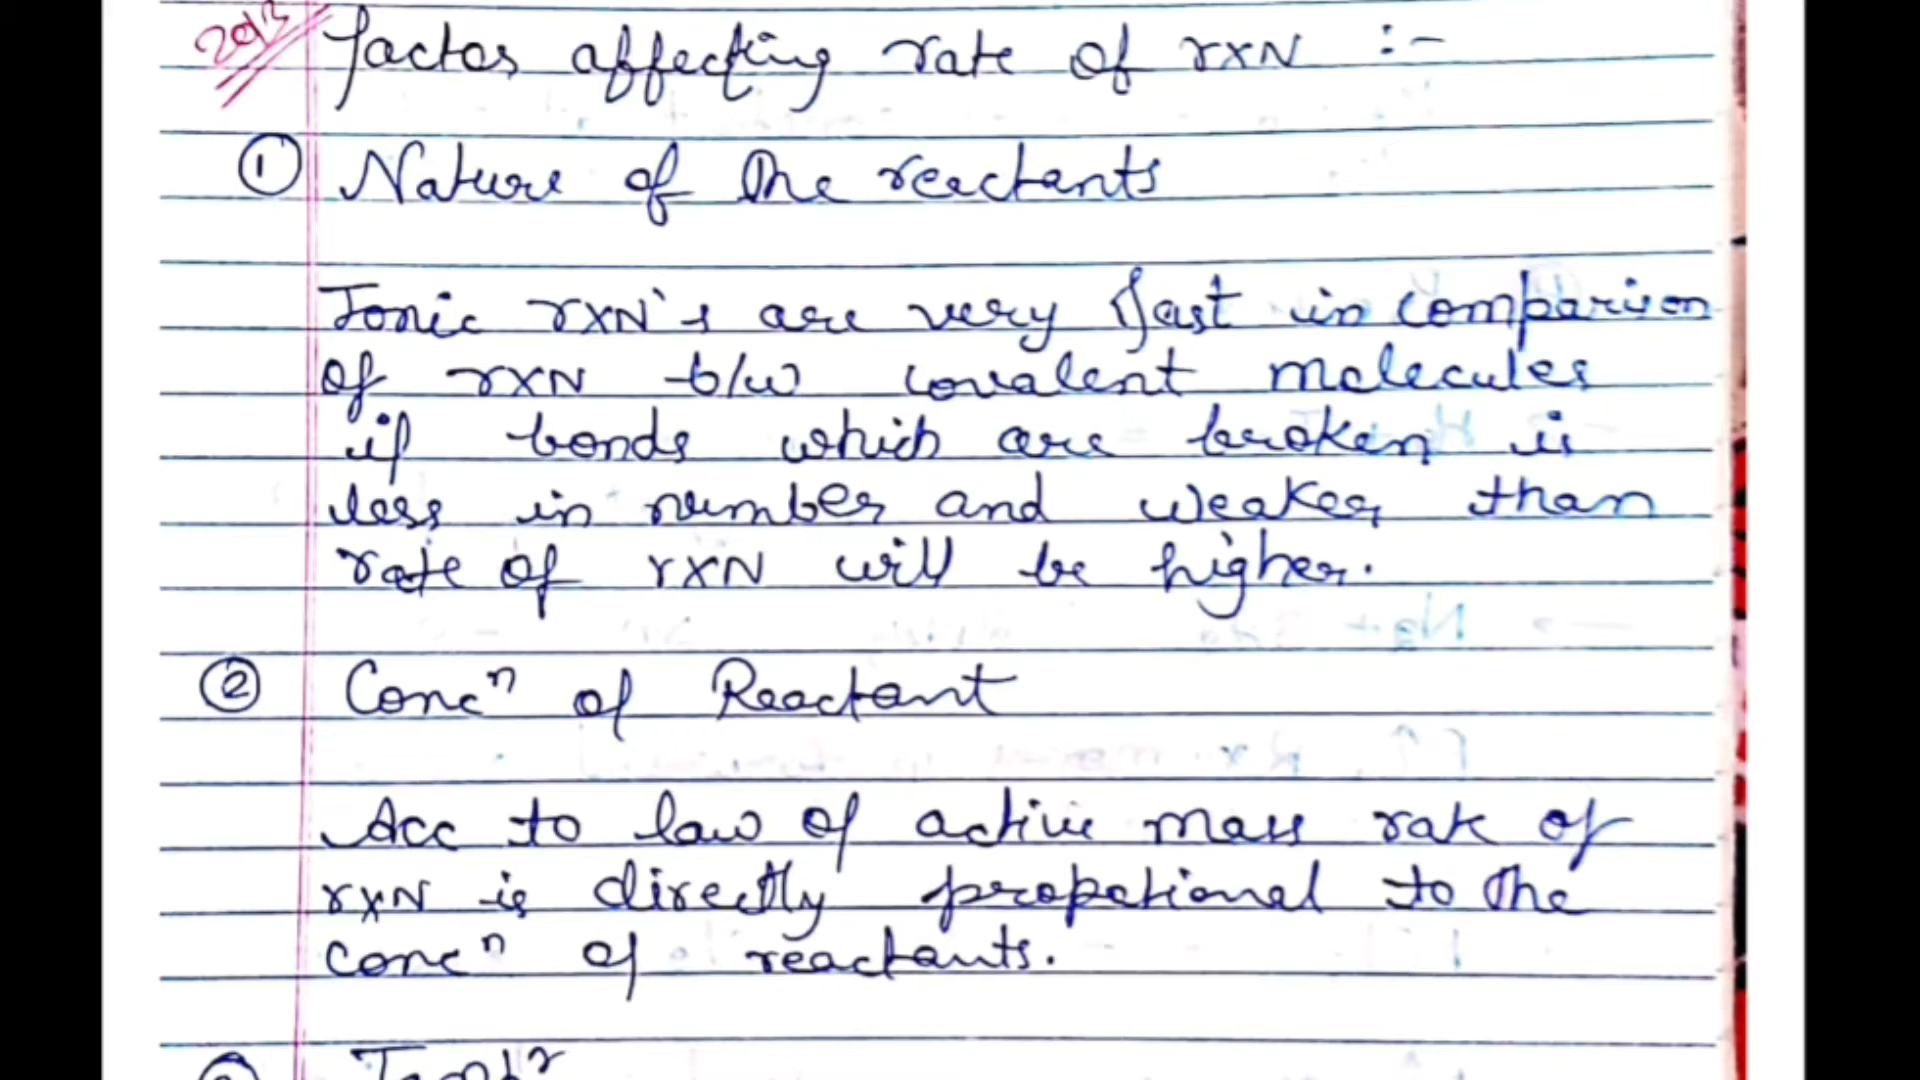 2013
factos affecting rate of rxN :-
① Nature of the reactants
Ionic rxN's are very fast in comparison
of rxN b/w covalent molecules
if bonds which are broken is
less in number and weaker than
rate of rxN will be higher.
② Concⁿ of Reactant
Acc to law of active mass rate of
rxN is directly propotional to the
concⁿ of reactants.